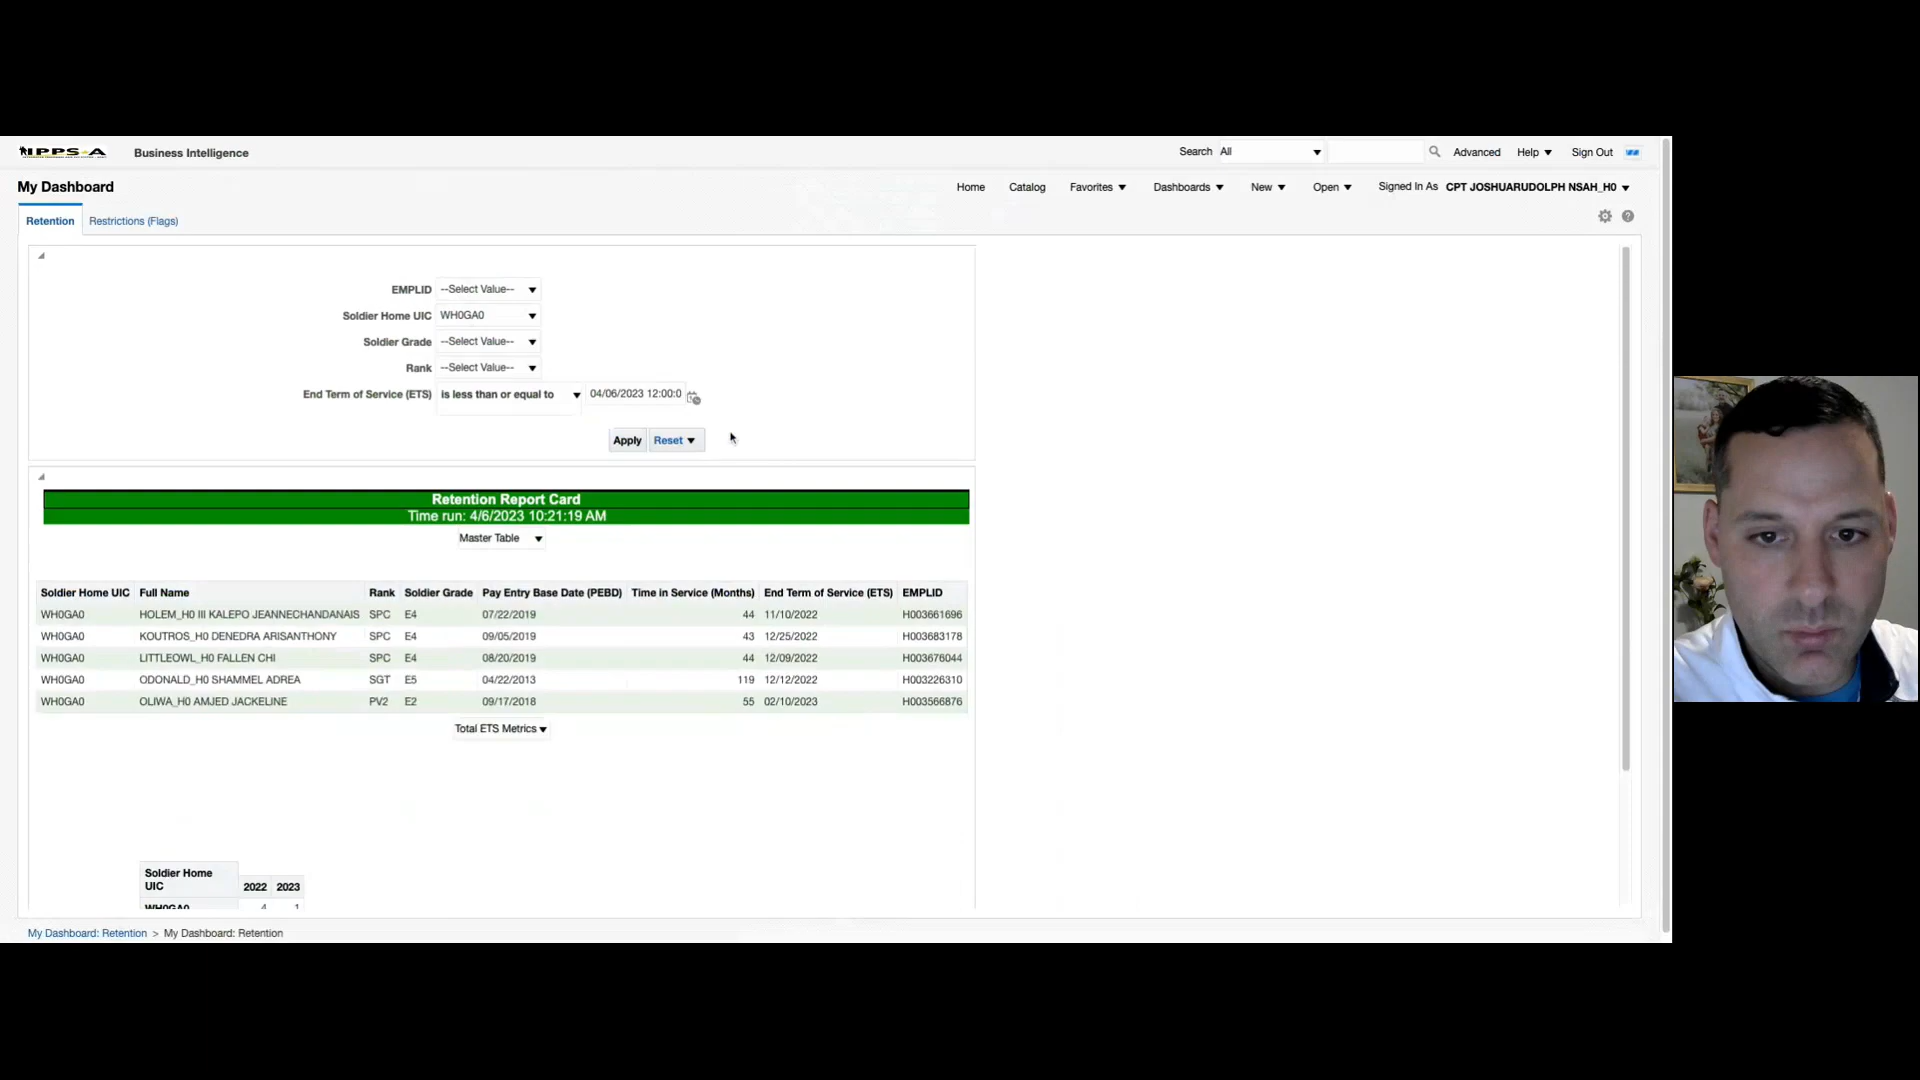 IPPS-A Business Intelligence Search All Advanced Help Sign Out
My Dashboard Home Catalog Favorites Dashboards New Open Signed In As CPT JOSHUARUDOLPH NSAH_H0
Retention Restrictions (Flags)
EMPLID --Select Value--
Soldier Home UIC WH0GA0
Soldier Grade --Select Value--
Rank --Select Value--
End Term of Service (ETS) is less than or equal to 04/06/2023 12:00:0
Apply Reset
Retention Report Card
Time run: 4/6/2023 10:21:19 AM
Master Table
Soldier Home UIC Full Name Rank Soldier Grade Pay Entry Base Date (PEBD) Time in Service (Months) End Term of Service (ETS) EMPLID
WH0GA0 HOLEM_H0 III KALEPO JEANNECHANDANAIS SPC E4 07/22/2019 44 11/10/2022 H003661696
WH0GA0 KOUTROS_H0 DENEDRA ARISANTHONY SPC E4 09/05/2019 43 12/25/2022 H003683178
WH0GA0 LITTLEOWL_H0 FALLEN CHI SPC E4 08/20/2019 44 12/09/2022 H003676044
WH0GA0 ODONALD_H0 SHAMMEL ADREA SGT E5 04/22/2013 119 12/12/2022 H003226310
WH0GA0 OLIWA_H0 AMJED JACKELINE PV2 E2 09/17/2018 55 02/10/2023 H003566876
Total ETS Metrics
Soldier Home
UIC 2022 2023
WH0GA0 4 1
My Dashboard: Retention > My Dashboard: Retention